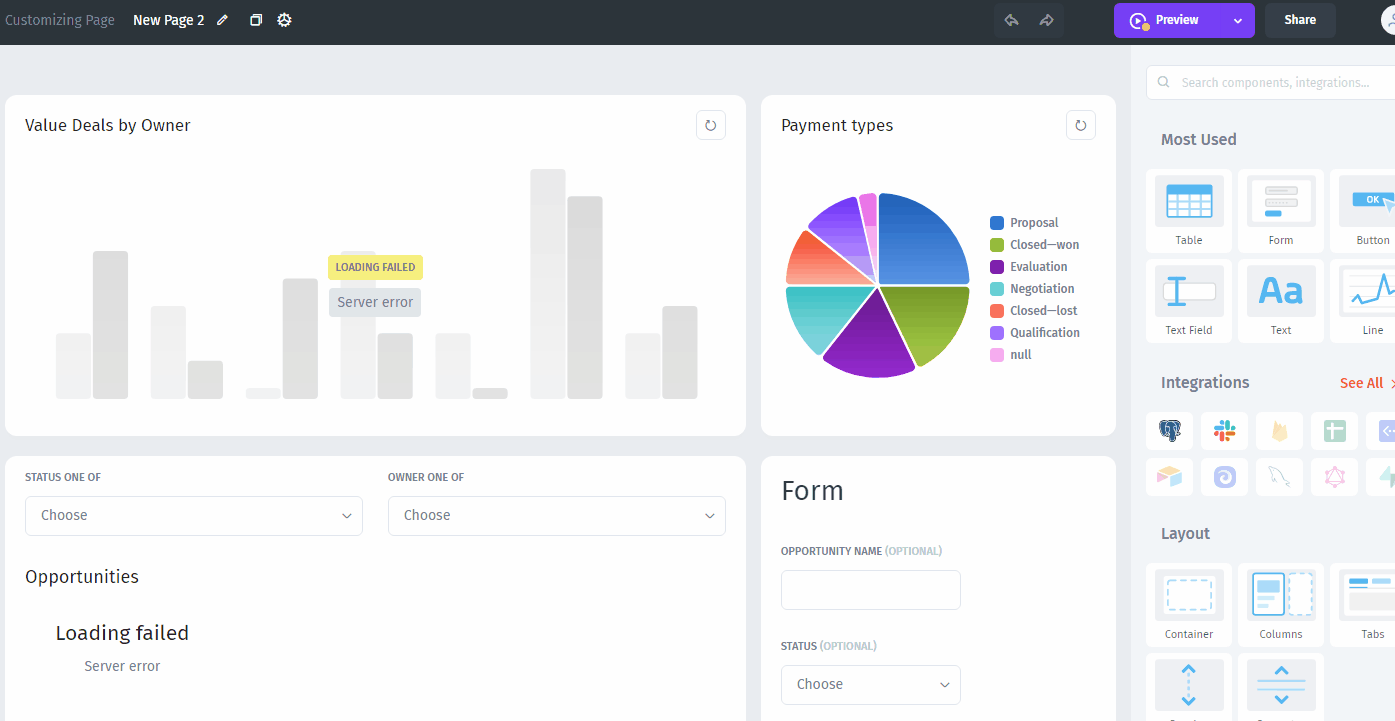 Customizing Page New Page 2 Preview Share
Search components, integrations...
Value Deals by Owner
LOADING FAILED
Server error
Payment types
Proposal
Closed—won
Evaluation
Negotiation
Closed—lost
Qualification
null
Most Used
Table Form Button
OK
Aa
Text Field Text Line
Integrations See All
Layout
Container Columns Tabs
STATUS ONE OF OWNER ONE OF
Choose Choose
Opportunities
Loading failed
Server error
Form
OPPORTUNITY NAME (OPTIONAL)
STATUS (OPTIONAL)
Choose